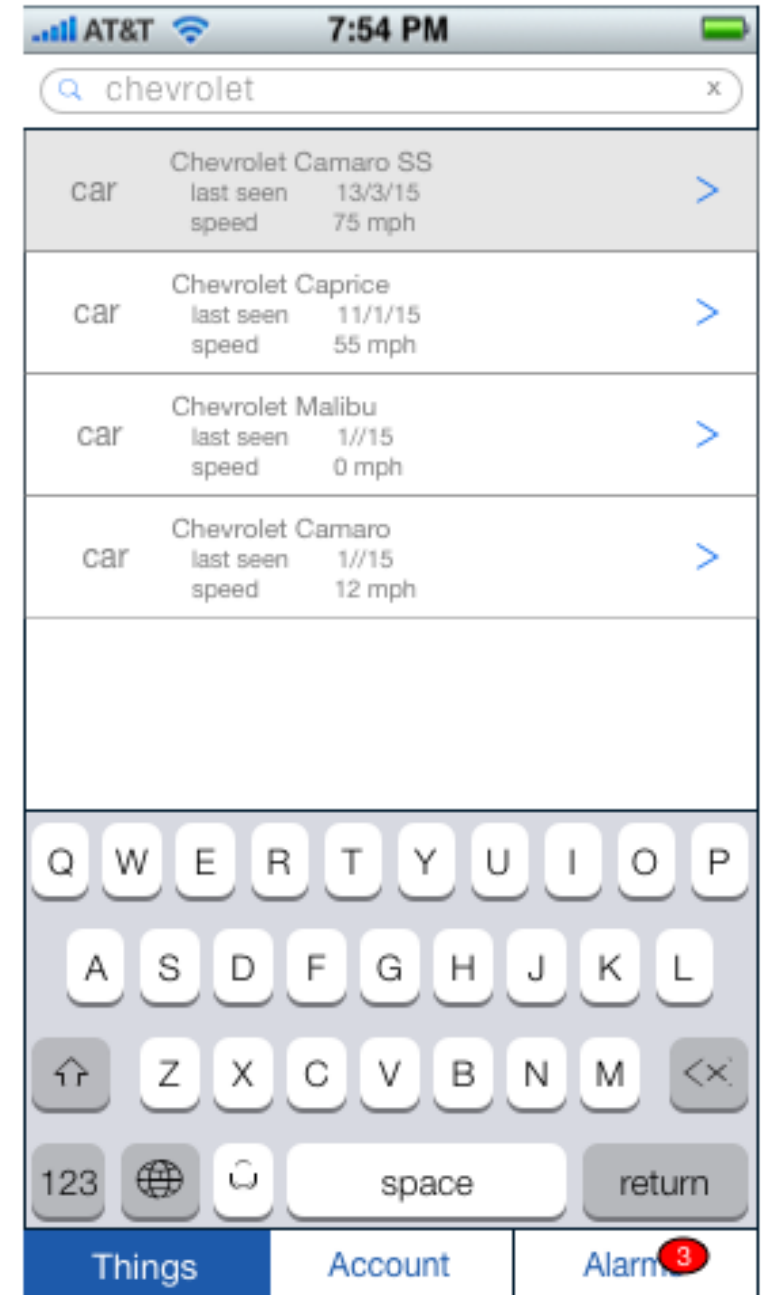 AT&T 7:54 PM
chevrolet x
Chevrolet Camaro SS
car last seen 13/3/15 >
speed 75 mph
Chevrolet Caprice
car last seen 11/1/15 >
speed 55 mph
Chevrolet Malibu
car last seen 1//15 >
speed 0 mph
Chevrolet Camaro
car last seen 1//15 >
speed 12 mph
Q W E R T Y U I O P
A S D F G H J K L
Z X C V B N M <×
123 space return
Things Account Alarms 3